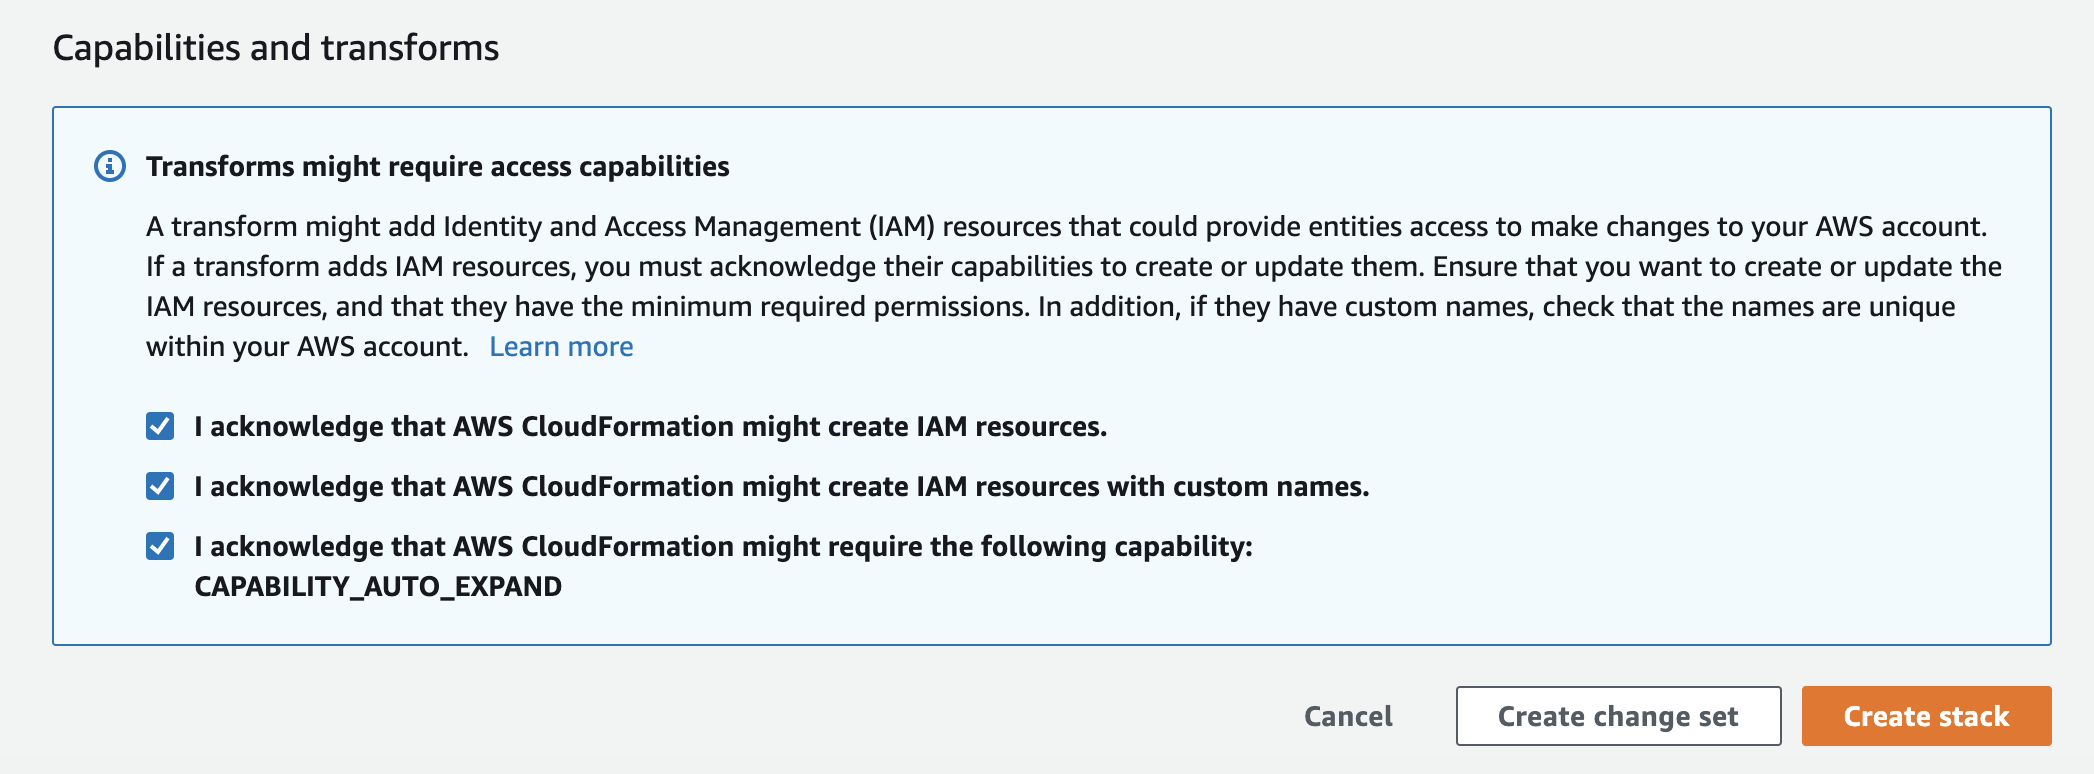 Capabilities and transforms
Transforms might require access capabilities
A transform might add Identity and Access Management (IAM) resources that could provide entities access to make changes to your AWS account.
If a transform adds IAM resources, you must acknowledge their capabilities to create or update them. Ensure that you want to create or update the
IAM resources, and that they have the minimum required permissions. In addition, if they have custom names, check that the names are unique
within your AWS account. Learn more
I acknowledge that AWS CloudFormation might create IAM resources.
I acknowledge that AWS CloudFormation might create IAM resources with custom names.
I acknowledge that AWS CloudFormation might require the following capability:
CAPABILITY_AUTO_EXPAND
Cancel Create change set Create stack